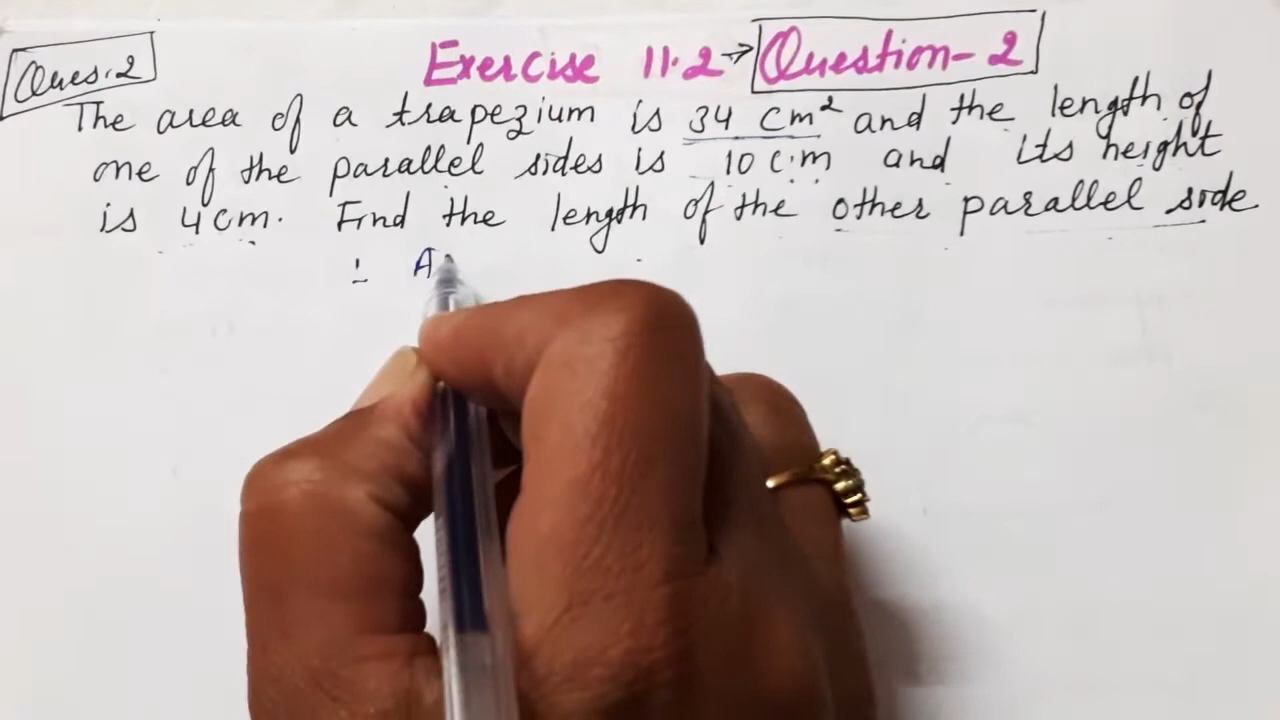 Ques.2
Exercise 11.2 → Question-2
The area of a trapezium is 34 cm² and the length of
one of the parallel sides is 10 cm and its height
is 4cm. Find the length of the other parallel side
: A